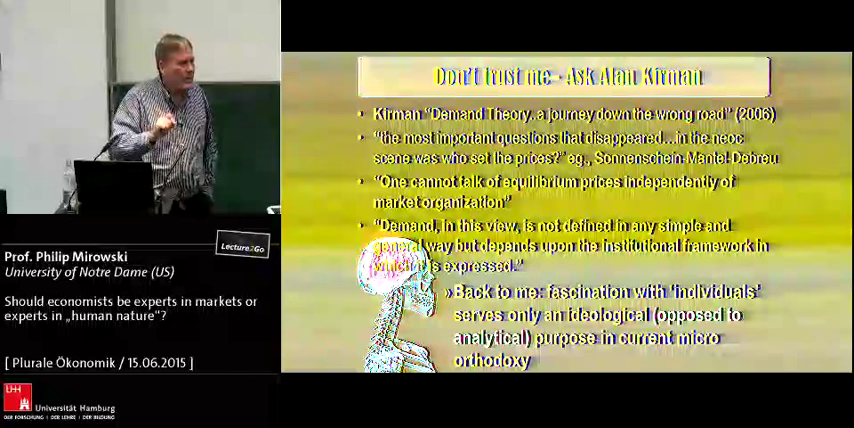 Don't trust me - Ask Alan Kirman
• Kirman "Demand Theory, a journey down the wrong road" (2006)
• "the most important questions that disappeared…in the neoc
scene was who set the prices?" eg., Sonnenschein-Mantel-Debreu
• "One cannot talk of equilibrium prices independently of
market organization"
• "Demand, in this view, is not defined in any simple and
general way but depends upon the institutional framework in
which it is expressed."
» Back to me: fascination with 'individuals'
serves only an ideological (opposed to
analytical) purpose in current micro
orthodoxy
Lecture2Go
Prof. Philip Mirowski
University of Notre Dame (US)
Should economists be experts in markets or
experts in „human nature"?
[ Plurale Ökonomik / 15.06.2015 ]
UHH
Universität Hamburg
DER FORSCHUNG | DER LEHRE | DER BILDUNG